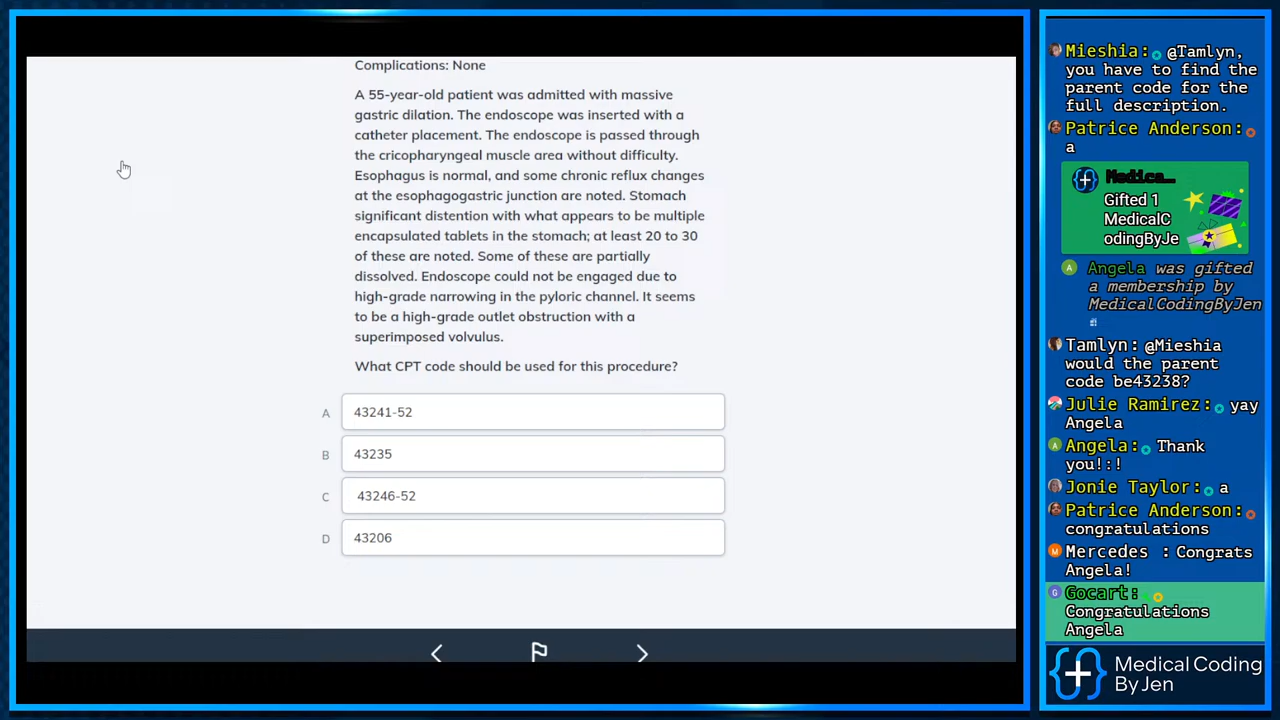 Complications: None
A 55-year-old patient was admitted with massive
gastric dilation. The endoscope was inserted with a
catheter placement. The endoscope is passed through
the cricopharyngeal muscle area without difficulty.
Esophagus is normal, and some chronic reflux changes
at the esophagogastric junction are noted. Stomach
significant distention with what appears to be multiple
encapsulated tablets in the stomach; at least 20 to 30
of these are noted. Some of these are partially
dissolved. Endoscope could not be engaged due to
high-grade narrowing in the pyloric channel. It seems
to be a high-grade outlet obstruction with a
superimposed volvulus.
What CPT code should be used for this procedure?
A 43241-52
B 43235
C 43246-52
D 43206
Mieshia: @Tamlyn,
you have to find the
parent code for the
full description.
Patrice Anderson:
a
Medica...
Gifted 1
MedicalC
odingByJe
A Angela was gifted
a membership by
MedicalCodingByJen
Tamlyn: @Mieshia
would the parent
code be43238?
Julie Ramirez: yay
Angela
A Angela: Thank
you!:!
Jonie Taylor: a
Patrice Anderson:
congratulations
M Mercedes : Congrats
Angela!
G Gocart:
Congratulations
Angela
Medical Coding
By Jen